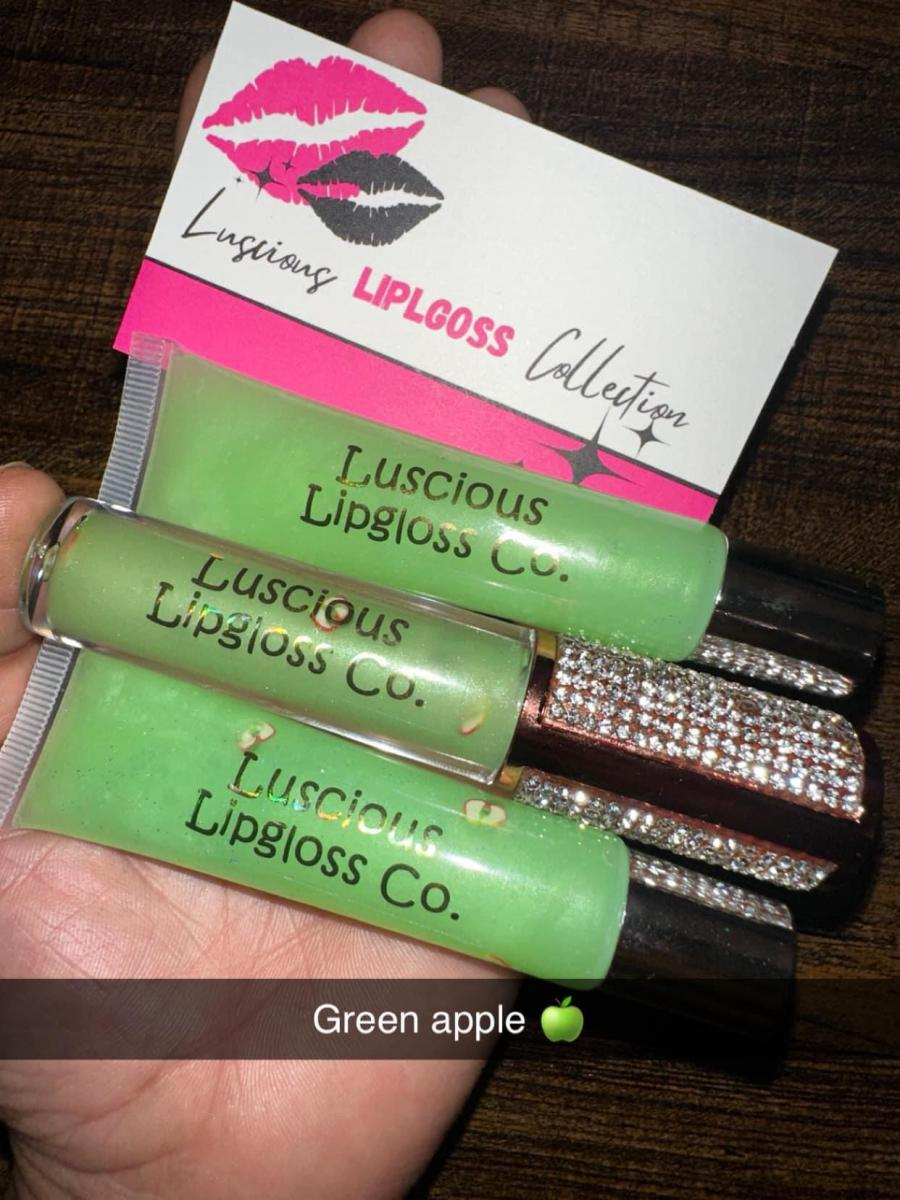 Luscious LIPLGOSS Collection
Luscious
Lipgloss Co.
Luscious
Lipgloss Co.
Luscious
Lipgloss Co.
Green apple 🍏